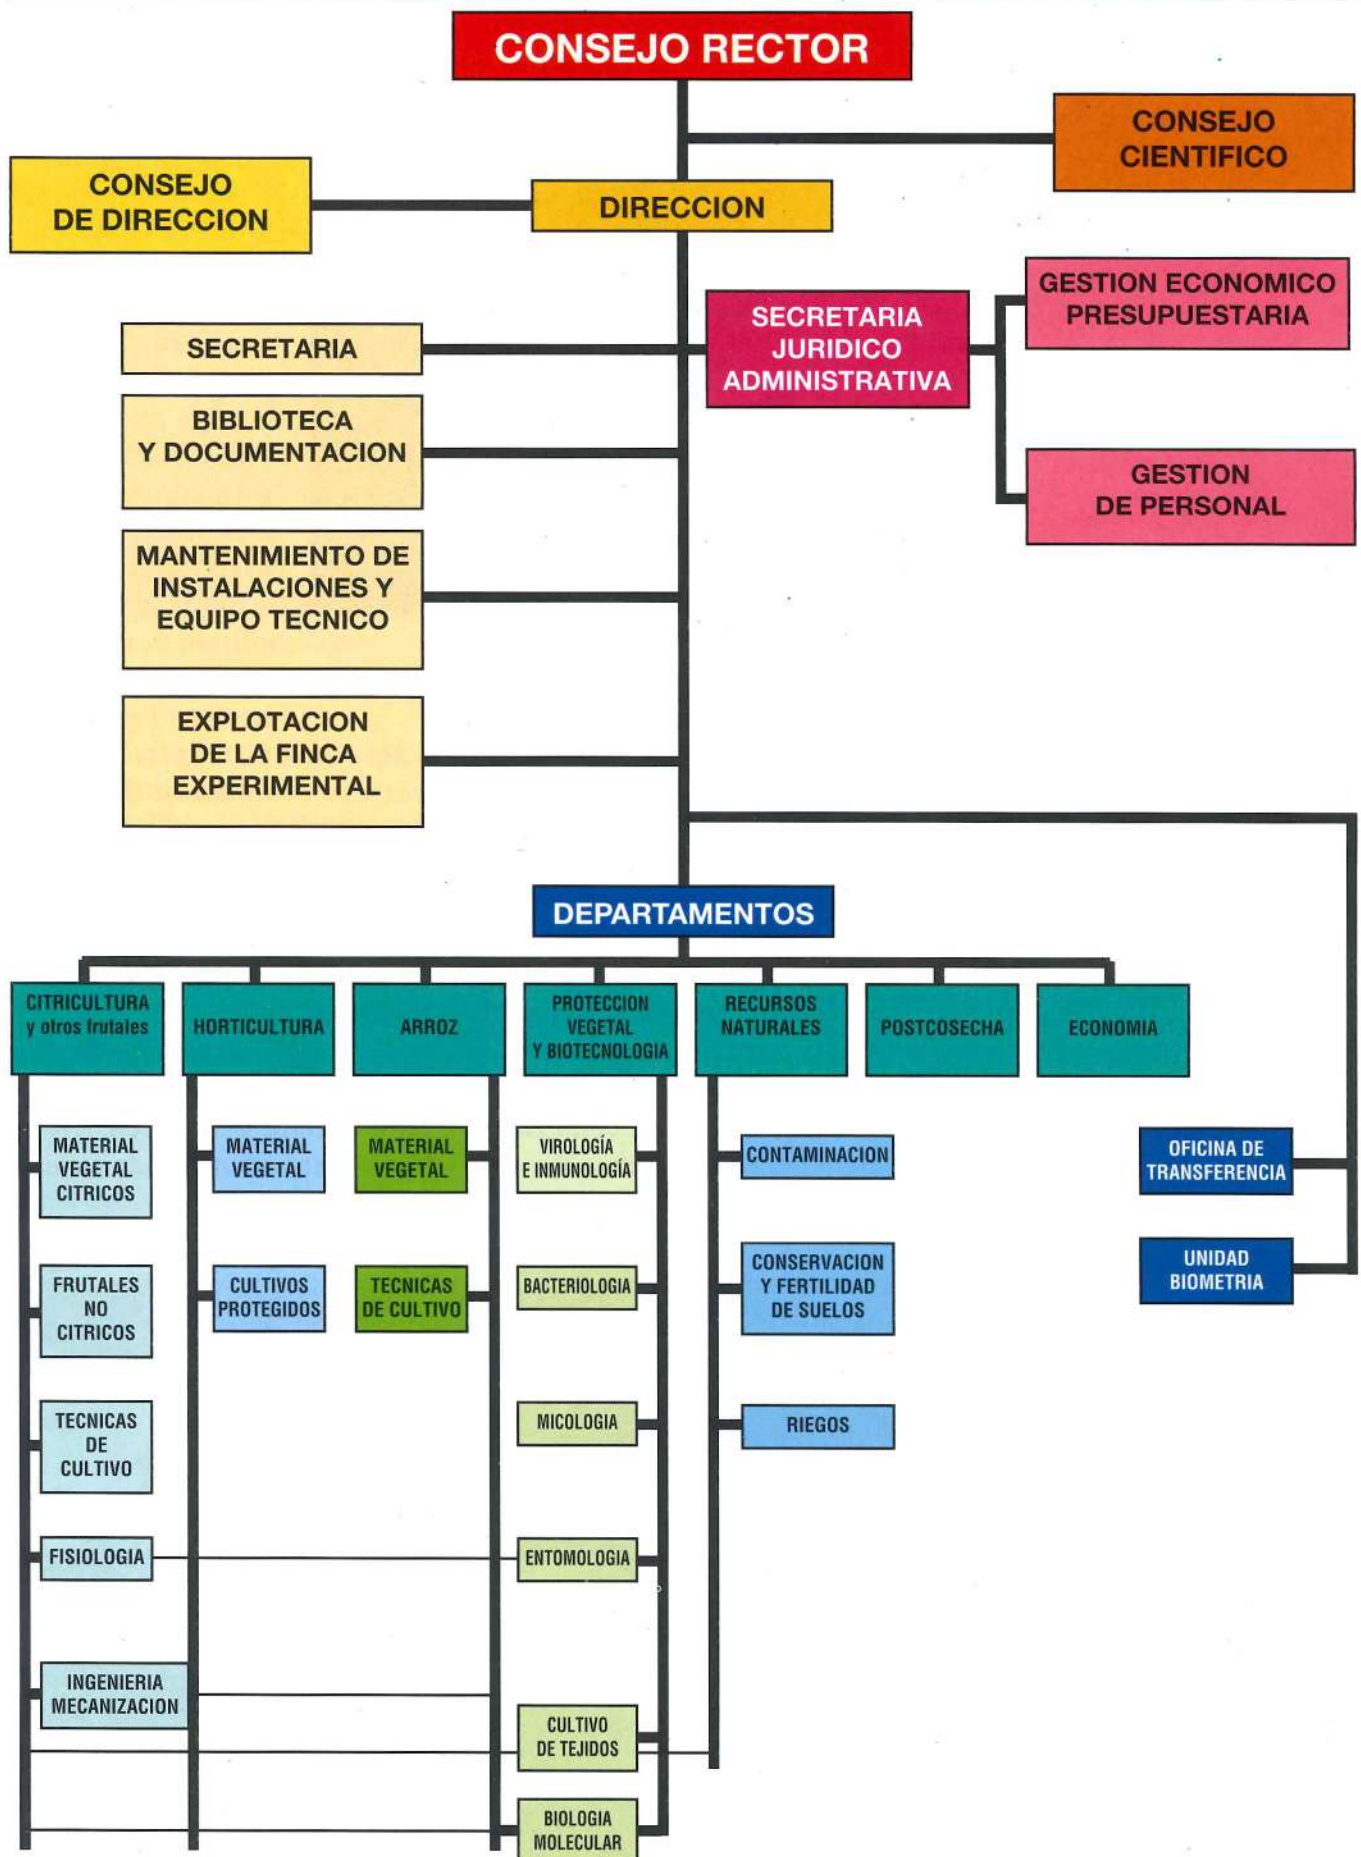 CONSEJO RECTOR
CONSEJO
CIENTIFICO
CONSEJO
DE DIRECCION
DIRECCION
SECRETARIA
JURIDICO
ADMINISTRATIVA
GESTION ECONOMICO
PRESUPUESTARIA
GESTION
DE PERSONAL
SECRETARIA
BIBLIOTECA
Y DOCUMENTACION
MANTENIMIENTO DE
INSTALACIONES Y
EQUIPO TECNICO
EXPLOTACION
DE LA FINCA
EXPERIMENTAL
DEPARTAMENTOS
CITRICULTURA
y otros frutales
HORTICULTURA
ARROZ
PROTECCION
VEGETAL
Y BIOTECNOLOGIA
RECURSOS
NATURALES
POSTCOSECHA
ECONOMIA
MATERIAL
VEGETAL
CITRICOS
FRUTALES
NO
CITRICOS
TECNICAS
DE
CULTIVO
FISIOLOGIA
INGENIERIA
MECANIZACION
MATERIAL
VEGETAL
CULTIVOS
PROTEGIDOS
MATERIAL
VEGETAL
TECNICAS
DE CULTIVO
VIROLOGÍA
E INMUNOLOGÍA
BACTERIOLOGIA
MICOLOGIA
ENTOMOLOGIA
CULTIVO
DE TEJIDOS
BIOLOGIA
MOLECULAR
CONTAMINACION
CONSERVACION
Y FERTILIDAD
DE SUELOS
RIEGOS
OFICINA DE
TRANSFERENCIA
UNIDAD
BIOMETRIA